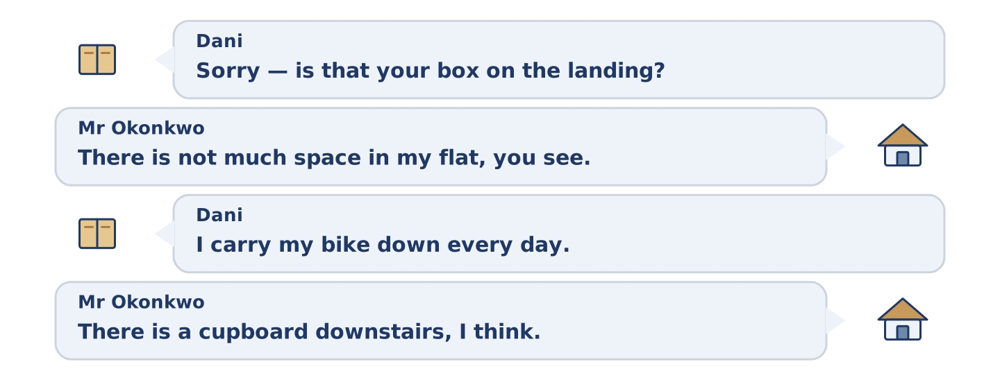 Dani
Sorry — is that your box on the landing?
Mr Okonkwo
There is not much space in my flat, you see.
Dani
I carry my bike down every day.
Mr Okonkwo
There is a cupboard downstairs, I think.